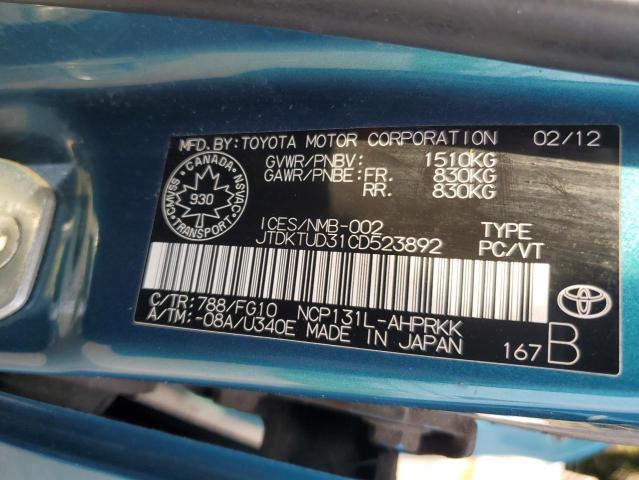 MFD.BY:TOYOTA MOTOR CORPORATION 02/12
GVWR/PNBV: 1510KG
GAWR/PNBE:FR. 830KG
RR. 830KG
CANADA
CMVSS 930 NSVAC
TRANSPORT
ICES/NMB-002 TYPE
JTDKTUD31CD523892 PC/VT
C/TR:788/FG10 NCP131L-AHPRKK
A/TM:-08A/U340E MADE IN JAPAN
167 B